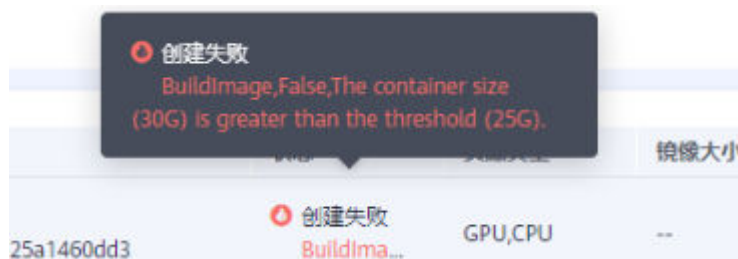 创建失败
BuildImage,False,The container size
(30G) is greater than the threshold (25G).
镜像大小
创建失败
GPU,CPU
--
25a1460dd3
BuildIma...